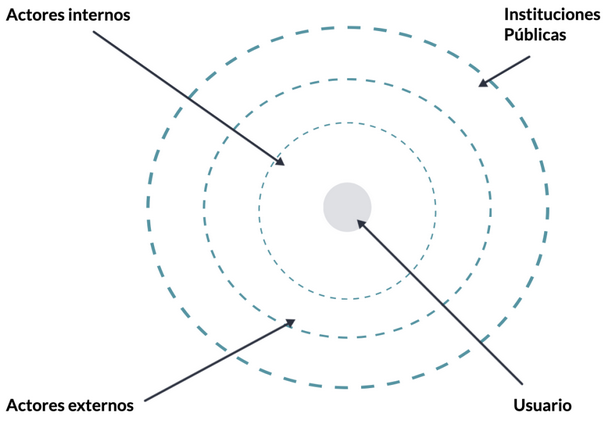 Actores internos
Instituciones
Públicas
Actores externos
Usuario